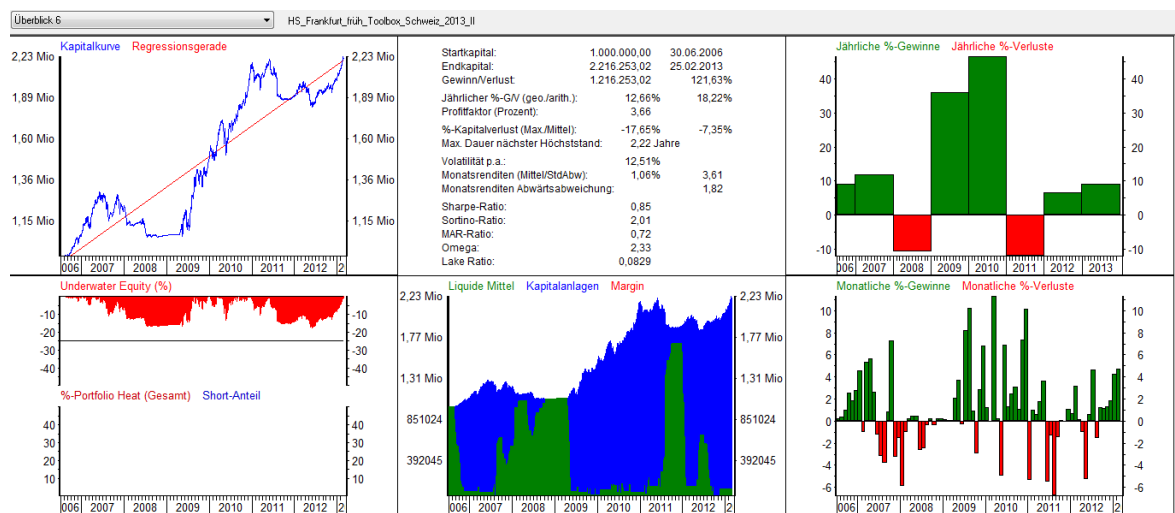 Überblick 6 HS_Frankfurt_früh_Toolbox_Schweiz_2013_II
Kapitalkurve Regressionsgerade
2,23 Mio 2,23 Mio
1,89 Mio 1,89 Mio
1,60 Mio 1,60 Mio
1,36 Mio 1,36 Mio
1,15 Mio 1,15 Mio
006 2007 2008 2009 2010 2011 2012 2
Startkapital: 1.000.000,00 30.06.2006
Endkapital: 2.216.253,02 25.02.2013
Gewinn/Verlust: 1.216.253,02 121,63%
Jährlicher %-G/V (geo./arith.): 12,66% 18,22%
Profitfaktor (Prozent): 3,66
%-Kapitalverlust (Max./Mittel): -17,65% -7,35%
Max. Dauer nächster Höchststand: 2,22 Jahre
Volatilität p.a.: 12,51%
Monatsrenditen (Mittel/StdAbw): 1,06% 3,61
Monatsrenditen Abwärtsabweichung: 1,82
Sharpe-Ratio: 0,85
Sortino-Ratio: 2,01
MAR-Ratio: 0,72
Omega: 2,33
Lake Ratio: 0,0829
Jährliche %-Gewinne Jährliche %-Verluste
40 40
30 30
20 20
10 10
0 0
-10 -10
006 2007 2008 2009 2010 2011 2012 2013
Underwater Equity (%)
-10 -10
-20 -20
-30 -30
-40 -40
%-Portfolio Heat (Gesamt) Short-Anteil
40 40
30 30
20 20
10 10
006 2007 2008 2009 2010 2011 2012 2
Liquide Mittel Kapitalanlagen Margin
2,23 Mio 2,23 Mio
1,77 Mio 1,77 Mio
1,31 Mio 1,31 Mio
851024 851024
392045 392045
006 2007 2008 2009 2010 2011 2012 2
Monatliche %-Gewinne Monatliche %-Verluste
10 10
8 8
6 6
4 4
2 2
0 0
-2 -2
-4 -4
-6 -6
006 2007 2008 2009 2010 2011 2012 2